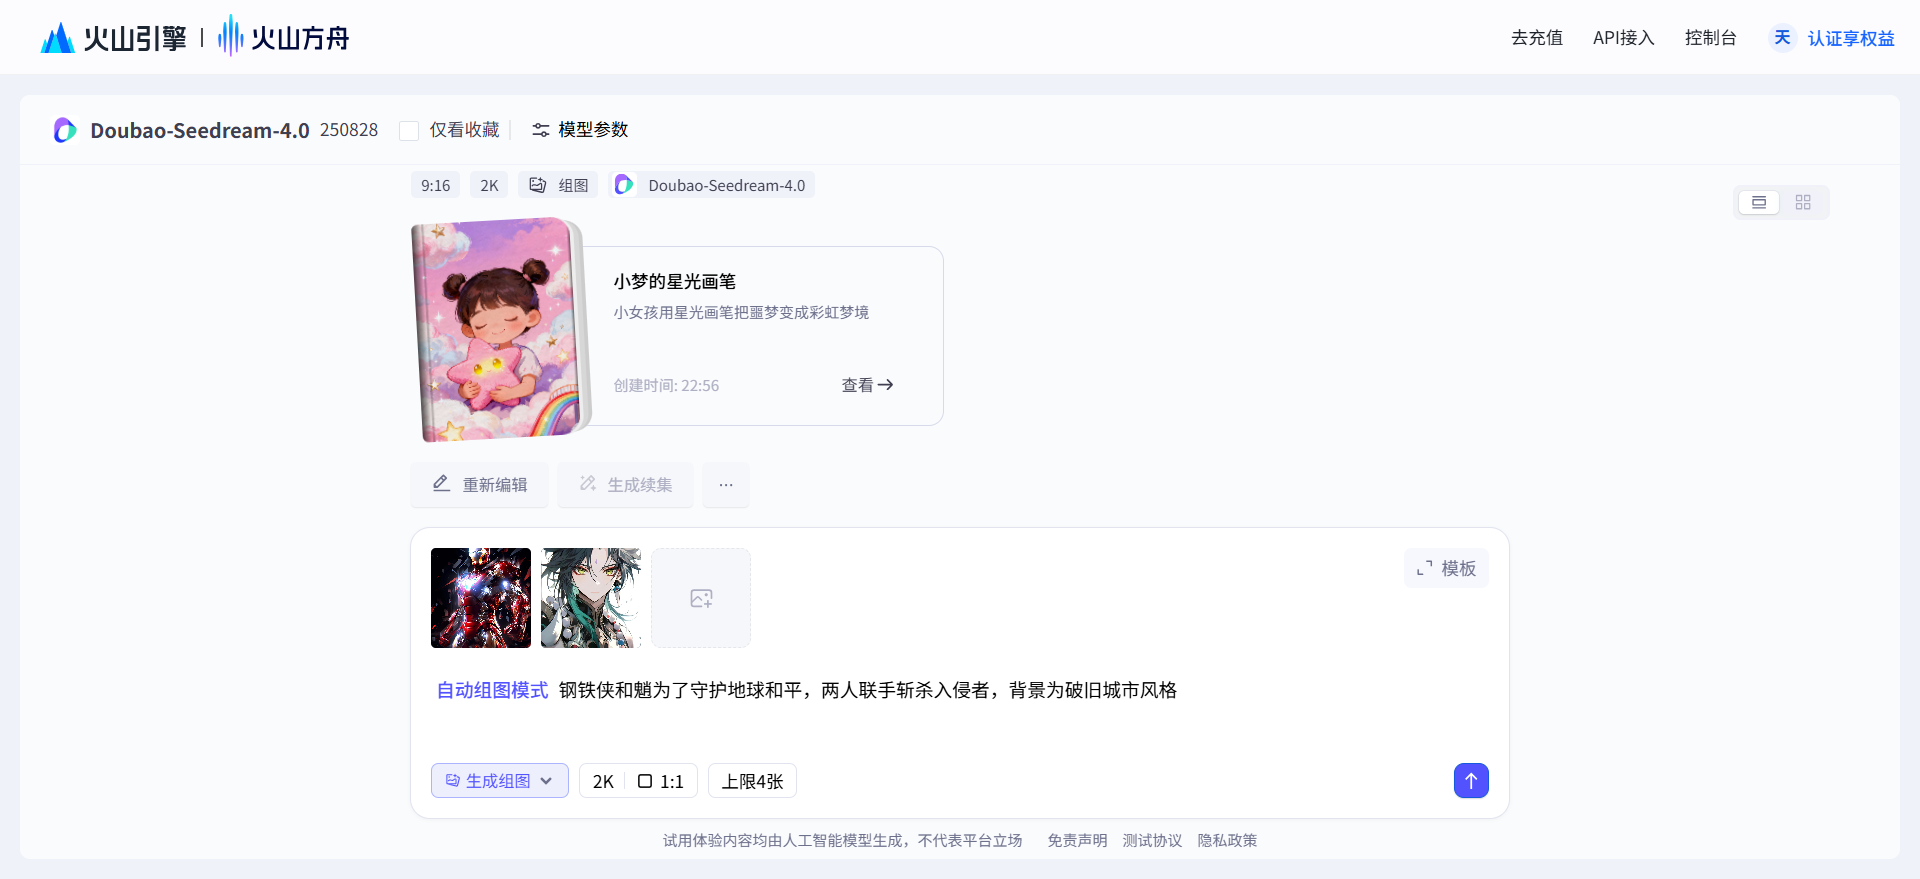 火山引擎 | 火山方舟
去充值 API接入 控制台 天 认证享权益
Doubao-Seedream-4.0 250828 仅看收藏 模型参数
9:16 2K 组图 Doubao-Seedream-4.0
小梦的星光画笔
小女孩用星光画笔把噩梦变成彩虹梦境
创建时间: 22:56 查看
重新编辑 生成续集 ...
模板
自动组图模式 钢铁侠和魈为了守护地球和平，两人联手斩杀入侵者，背景为破旧城市风格
生成组图 2K 1:1 上限4张
试用体验内容均由人工智能模型生成，不代表平台立场 免责声明 测试协议 隐私政策